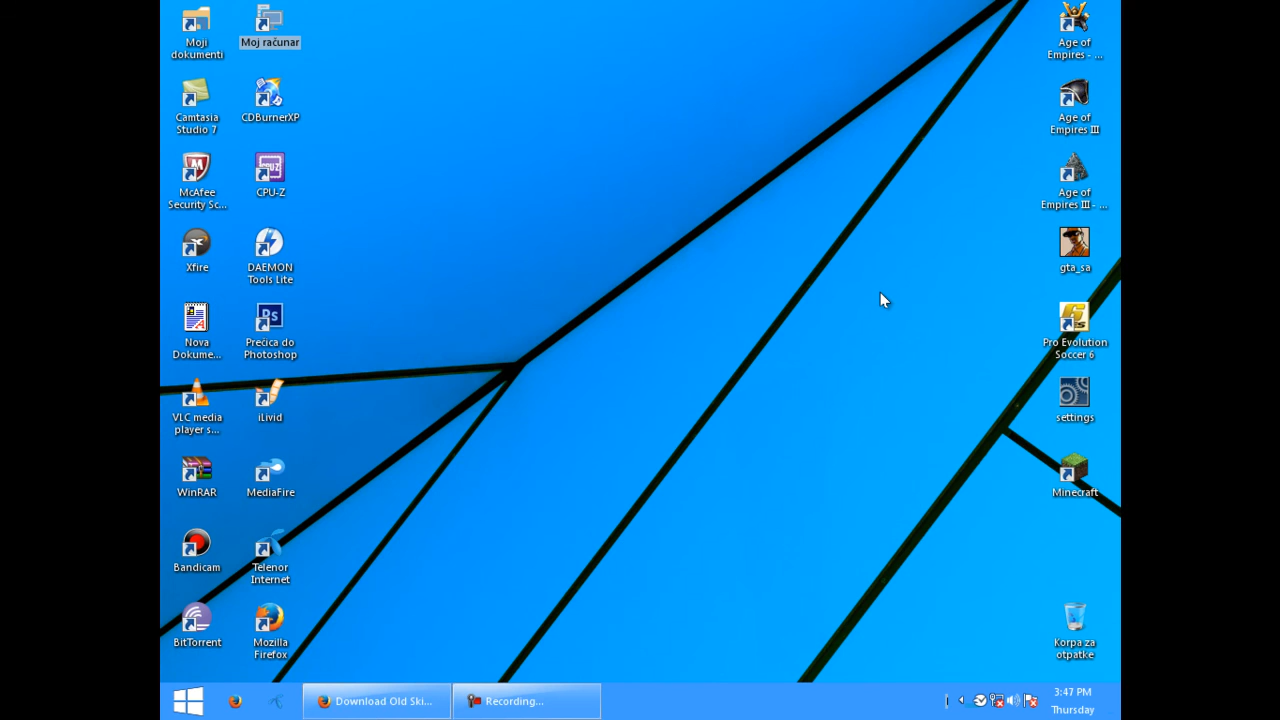 Moji
dokumenti
Moj računar
Camtasia
Studio 7
CDBurnerXP
McAfee
Security Sc...
CPU-Z
Xfire
DAEMON
Tools Lite
Nova
Dokume...
Ps
Prečica do
Photoshop
VLC media
player s...
iLivid
WinRAR
MediaFire
Bandicam
Telenor
Internet
BitTorrent
Mozilla
Firefox
Age of
Empires - ...
Age of
Empires III
Age of
Empires III - ...
gta_sa
Pro Evolution
Soccer 6
settings
Minecraft
Korpa za
otpatke
Download Old Ski...
Recording...
3:47 PM
Thursday